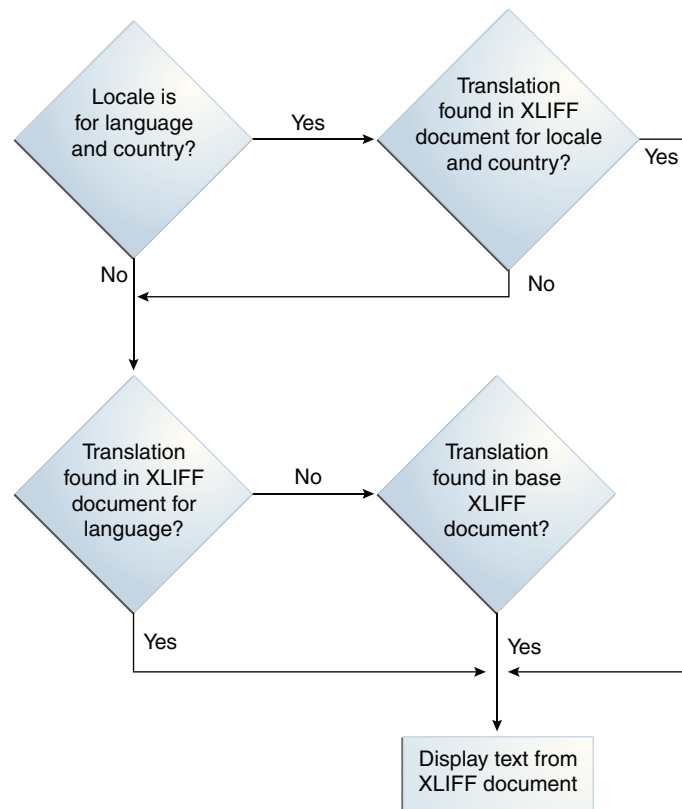 Locale is
for language
and country?
Yes
Translation
found in XLIFF
document for locale
and country?
Yes
No
No
Translation
found in XLIFF
document for
language?
No
Translation
found in base
XLIFF
document?
Yes
Yes
Display text from
XLIFF document